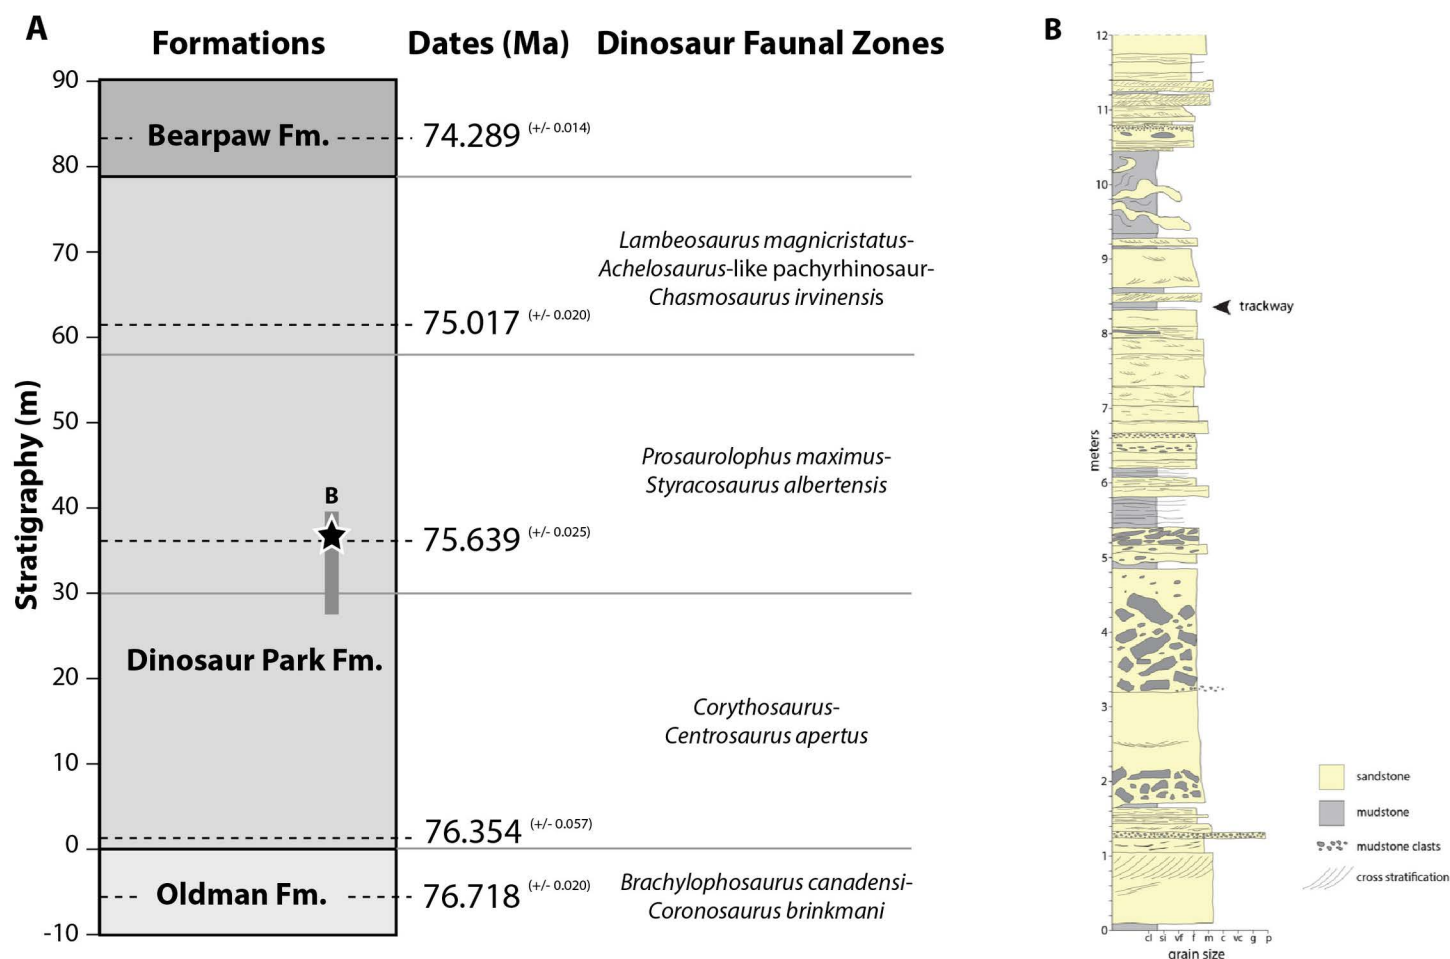 A
Formations
Dates (Ma)
Dinosaur Faunal Zones
Stratigraphy (m)
90
80
70
60
50
40
30
20
10
0
-10
Bearpaw Fm.
Dinosaur Park Fm.
Oldman Fm.
B
74.289 (+/- 0.014)
75.017 (+/- 0.020)
75.639 (+/- 0.025)
76.354 (+/- 0.057)
76.718 (+/- 0.020)
Lambeosaurus magnicristatus-
Achelosaurus-like pachyrhinosaur-
Chasmosaurus irvinensis
Prosaurolophus maximus-
Styracosaurus albertensis
Corythosaurus-
Centrosaurus apertus
Brachylophosaurus canadensi-
Coronosaurus brinkmani
B
meters
12
11
10
9
8
7
6
5
4
3
2
1
0
trackway
cl si vf f m c vc g p
grain size
sandstone
mudstone
mudstone clasts
cross stratification